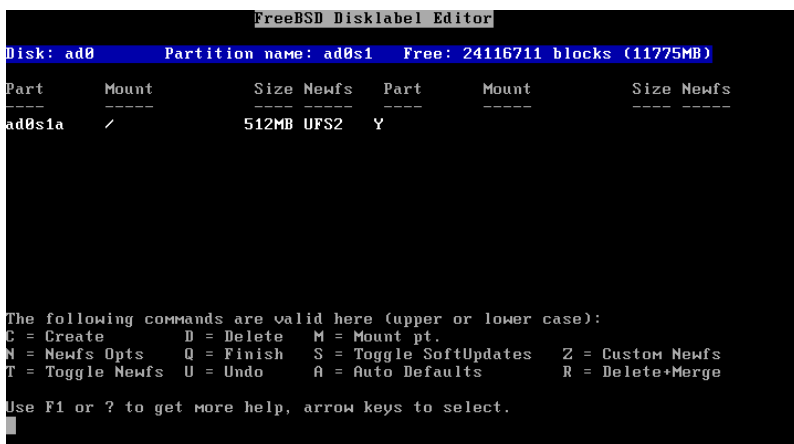 FreeBSD Disklabel Editor
Disk: ad0 Partition name: ad0s1 Free: 24116711 blocks (11775MB)
Part Mount Size Newfs Part Mount Size Newfs
---- ----- ---- ----- ---- ----- ---- -----
ad0s1a / 512MB UFS2 Y
The following commands are valid here (upper or lower case):
C = Create D = Delete M = Mount pt.
N = Newfs Opts Q = Finish S = Toggle SoftUpdates Z = Custom Newfs
T = Toggle Newfs U = Undo A = Auto Defaults R = Delete+Merge
Use F1 or ? to get more help, arrow keys to select.